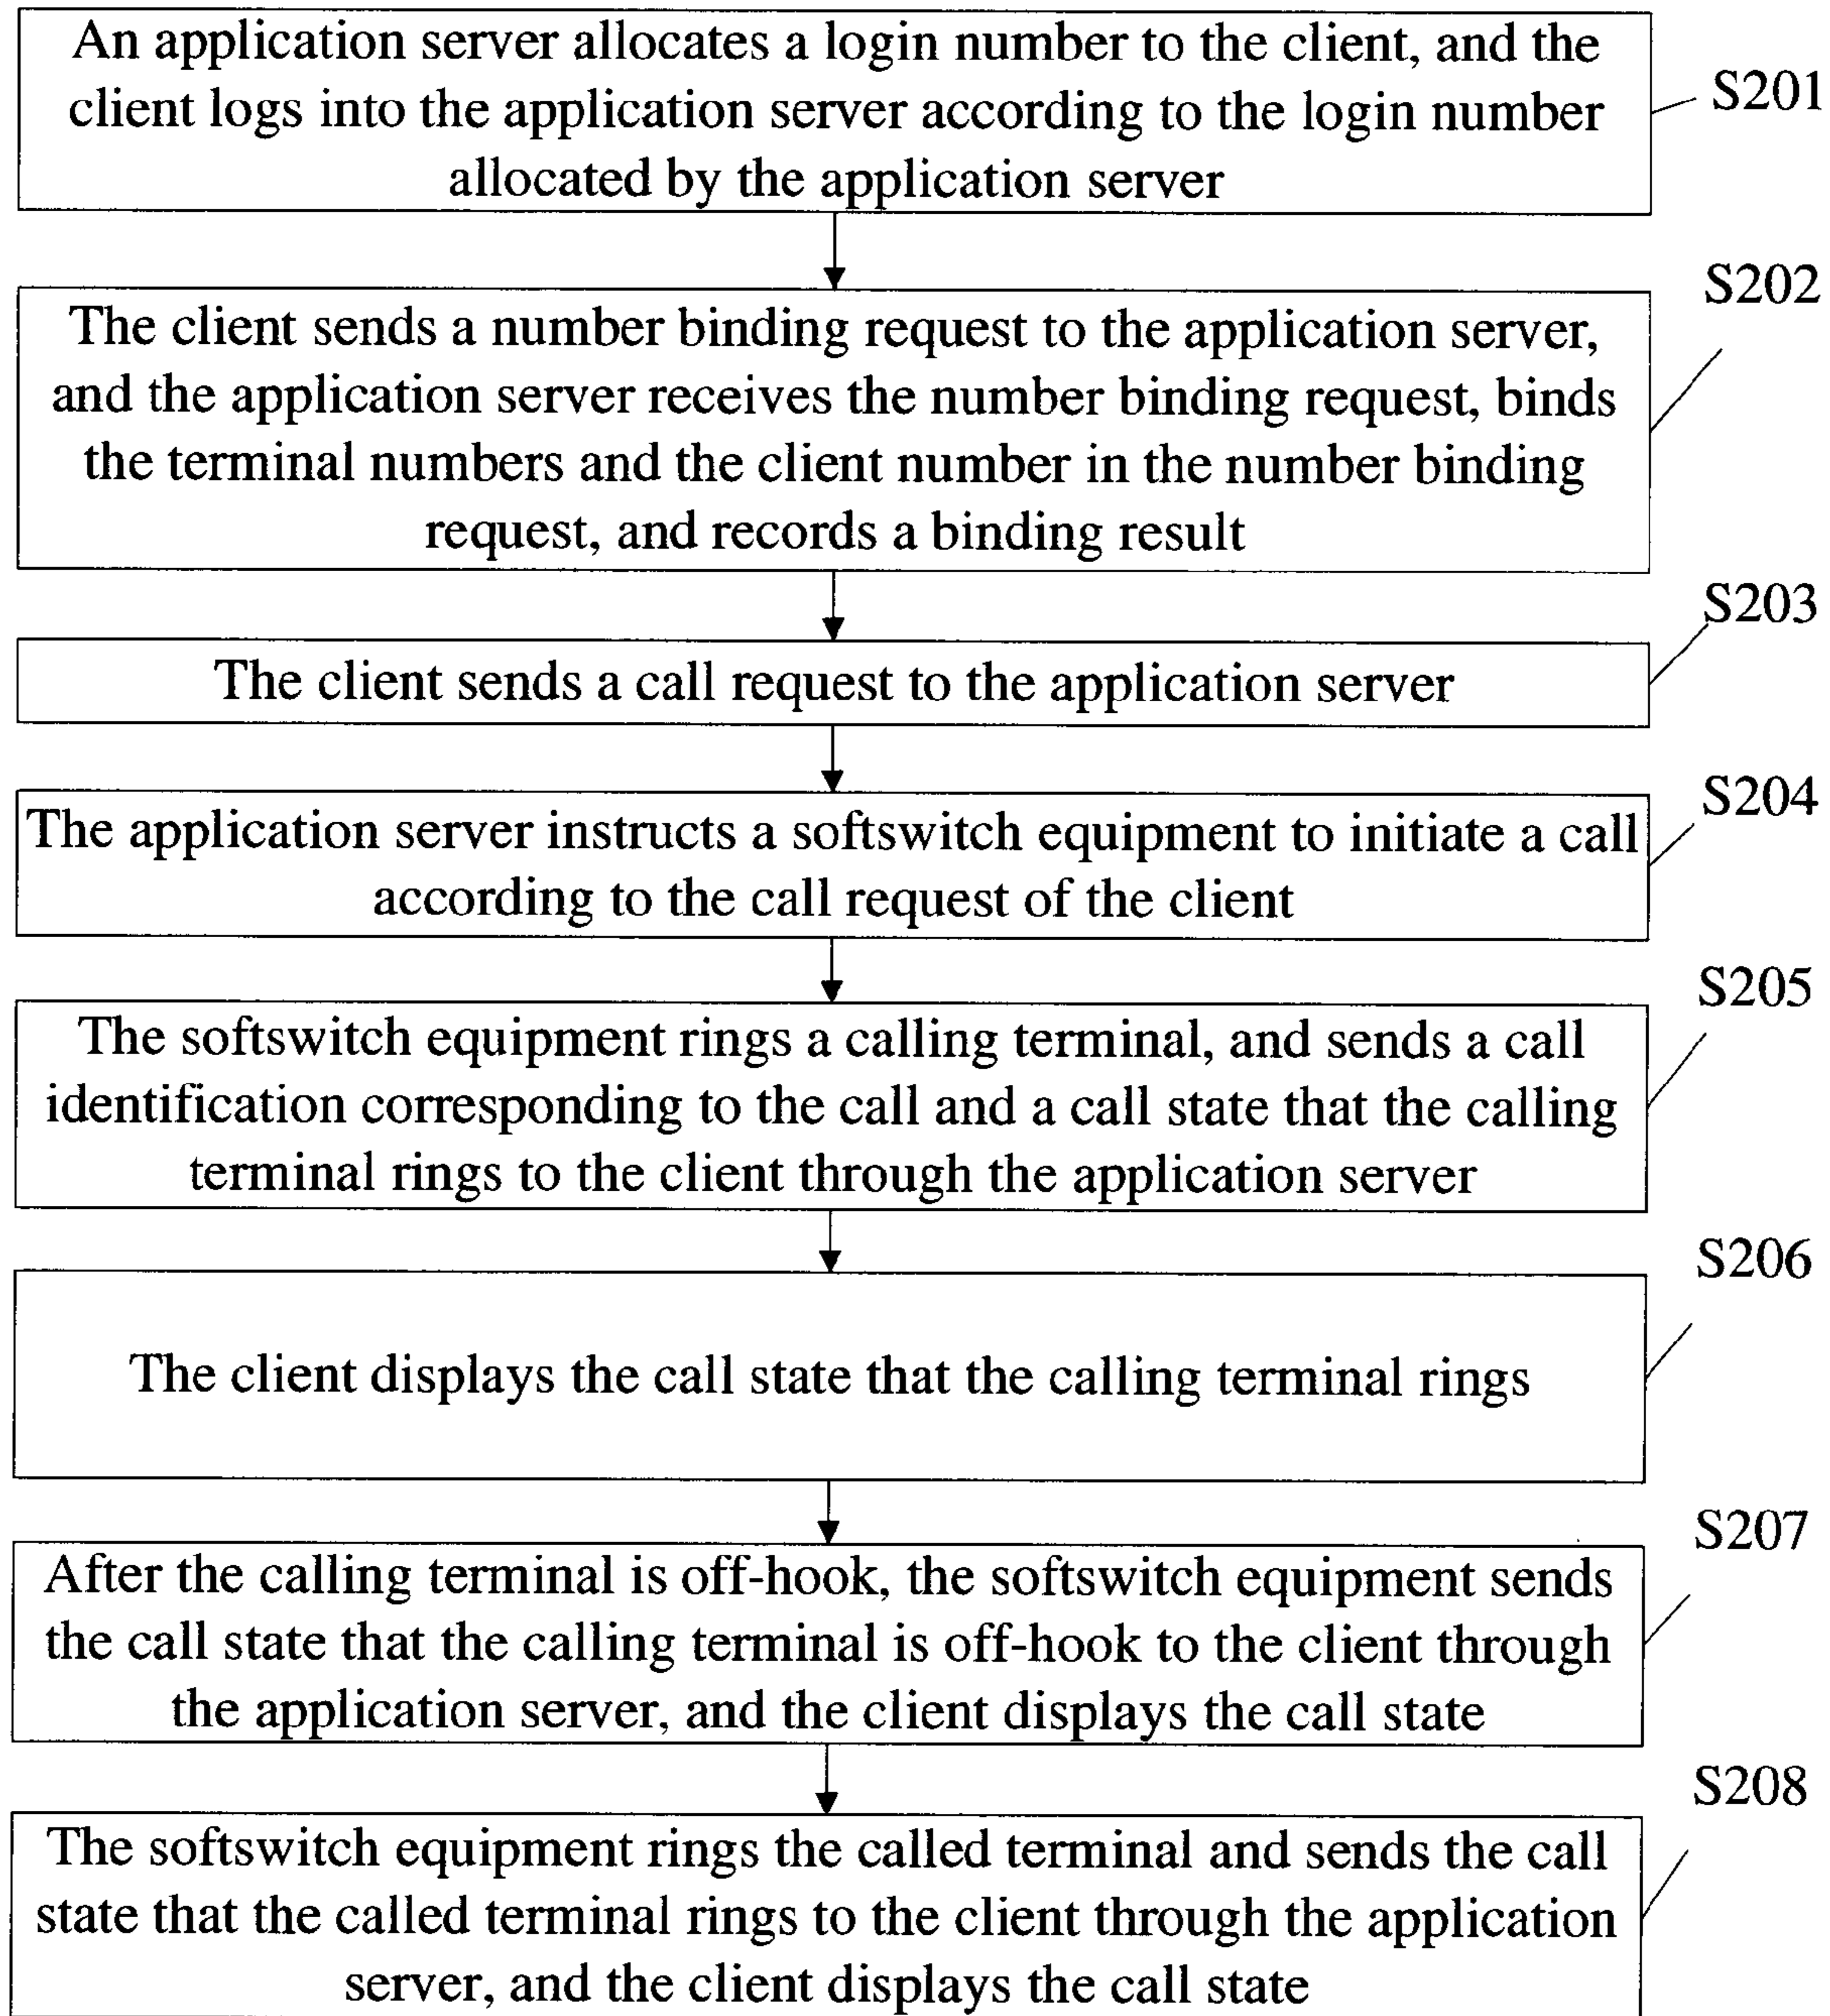 An application server allocates a login number to the client, and the
client logs into the application server according to the login number
allocated by the application server
S201
S202
The client sends a number binding request to the application server,
and the application server receives the number binding request, binds
the terminal numbers and the client number in the number binding
request, and records a binding result
S203
The client sends a call request to the application server
S204
The application server instructs a softswitch equipment to initiate a call
according to the call request of the client
S205
The softswitch equipment rings a calling terminal, and sends a call
identification corresponding to the call and a call state that the calling
terminal rings to the client through the application server
S206
The client displays the call state that the calling terminal rings
S207
After the calling terminal is off-hook, the softswitch equipment sends
the call state that the calling terminal is off-hook to the client through
the application server, and the client displays the call state
S208
The softswitch equipment rings the called terminal and sends the call
state that the called terminal rings to the client through the application
server, and the client displays the call state